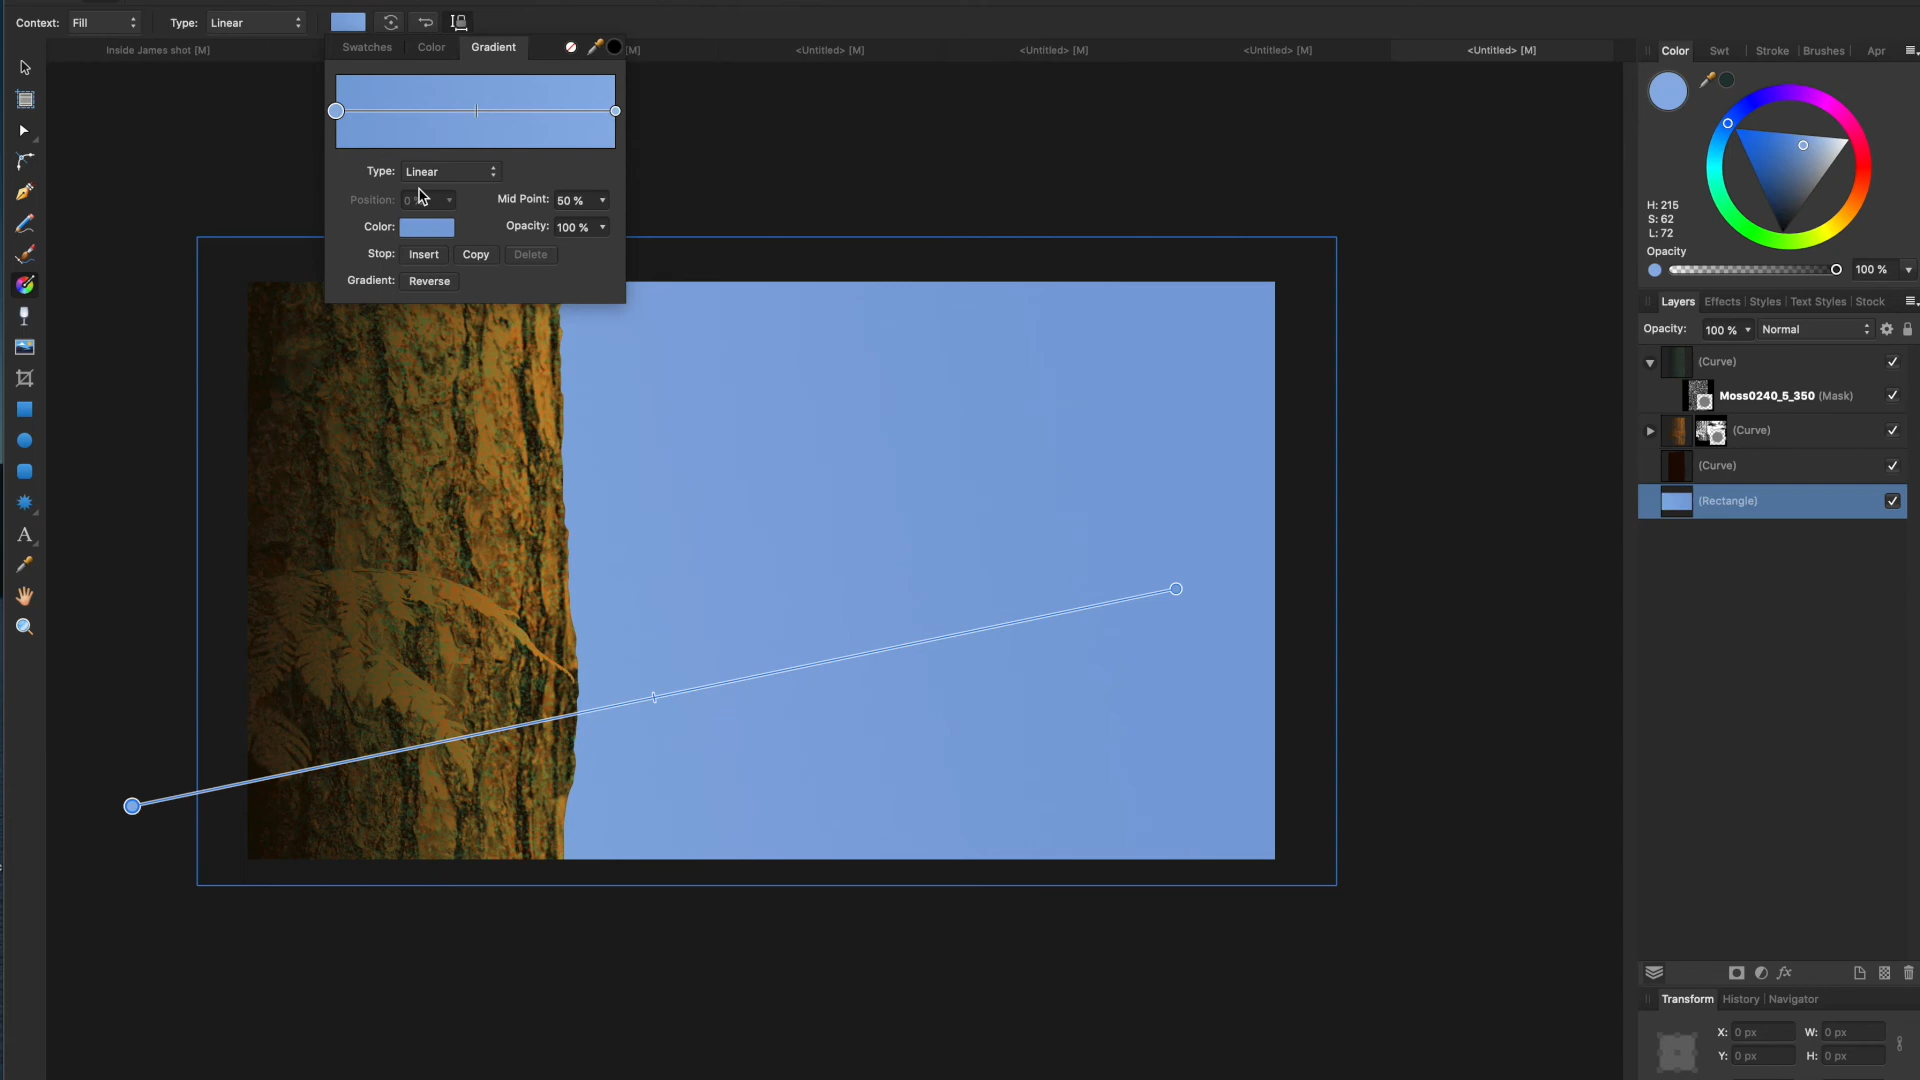 Context: Fill Type: Linear
Inside James shot [M] [M] <Untitled> [M] <Untitled> [M] <Untitled> [M] <Untitled> [M]
Swatches Color Gradient
Type: Linear
Position: Mid Point: 50 %
Color: Opacity: 100 %
Stop: Insert Copy Delete
Gradient: Reverse
Color Swt Stroke Brushes Apr
H: 215
S: 62
L: 72
Opacity
100 %
Layers Effects Styles Text Styles Stock
Opacity: 100 % Normal
(Curve)
Moss0240_5_350 (Mask)
(Curve)
(Curve)
(Rectangle)
fx
Transform History Navigator
X: 0 px W: 0 px
Y: 0 px H: 0 px
A